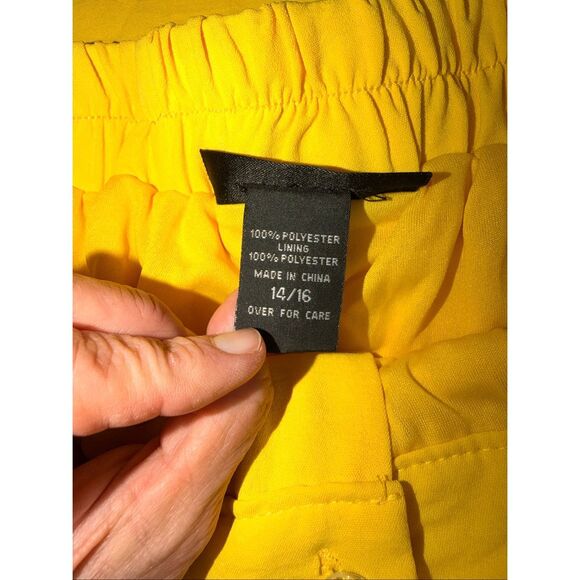 100% POLYESTER
LINING
100% POLYESTER
MADE IN CHINA
14/16
OVER FOR CARE